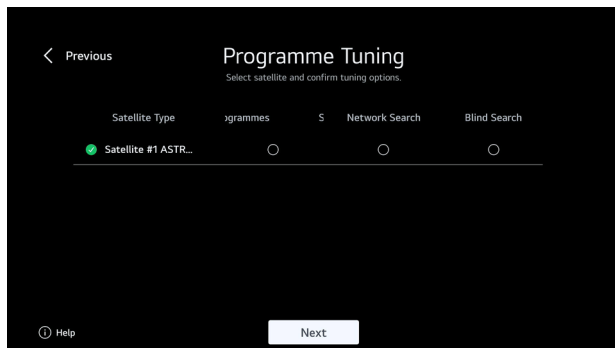 Previous
Programme Tuning
Select satellite and confirm tuning options.
Satellite Type ogrammes S Network Search Blind Search
Satellite #1 ASTR...
Help
Next